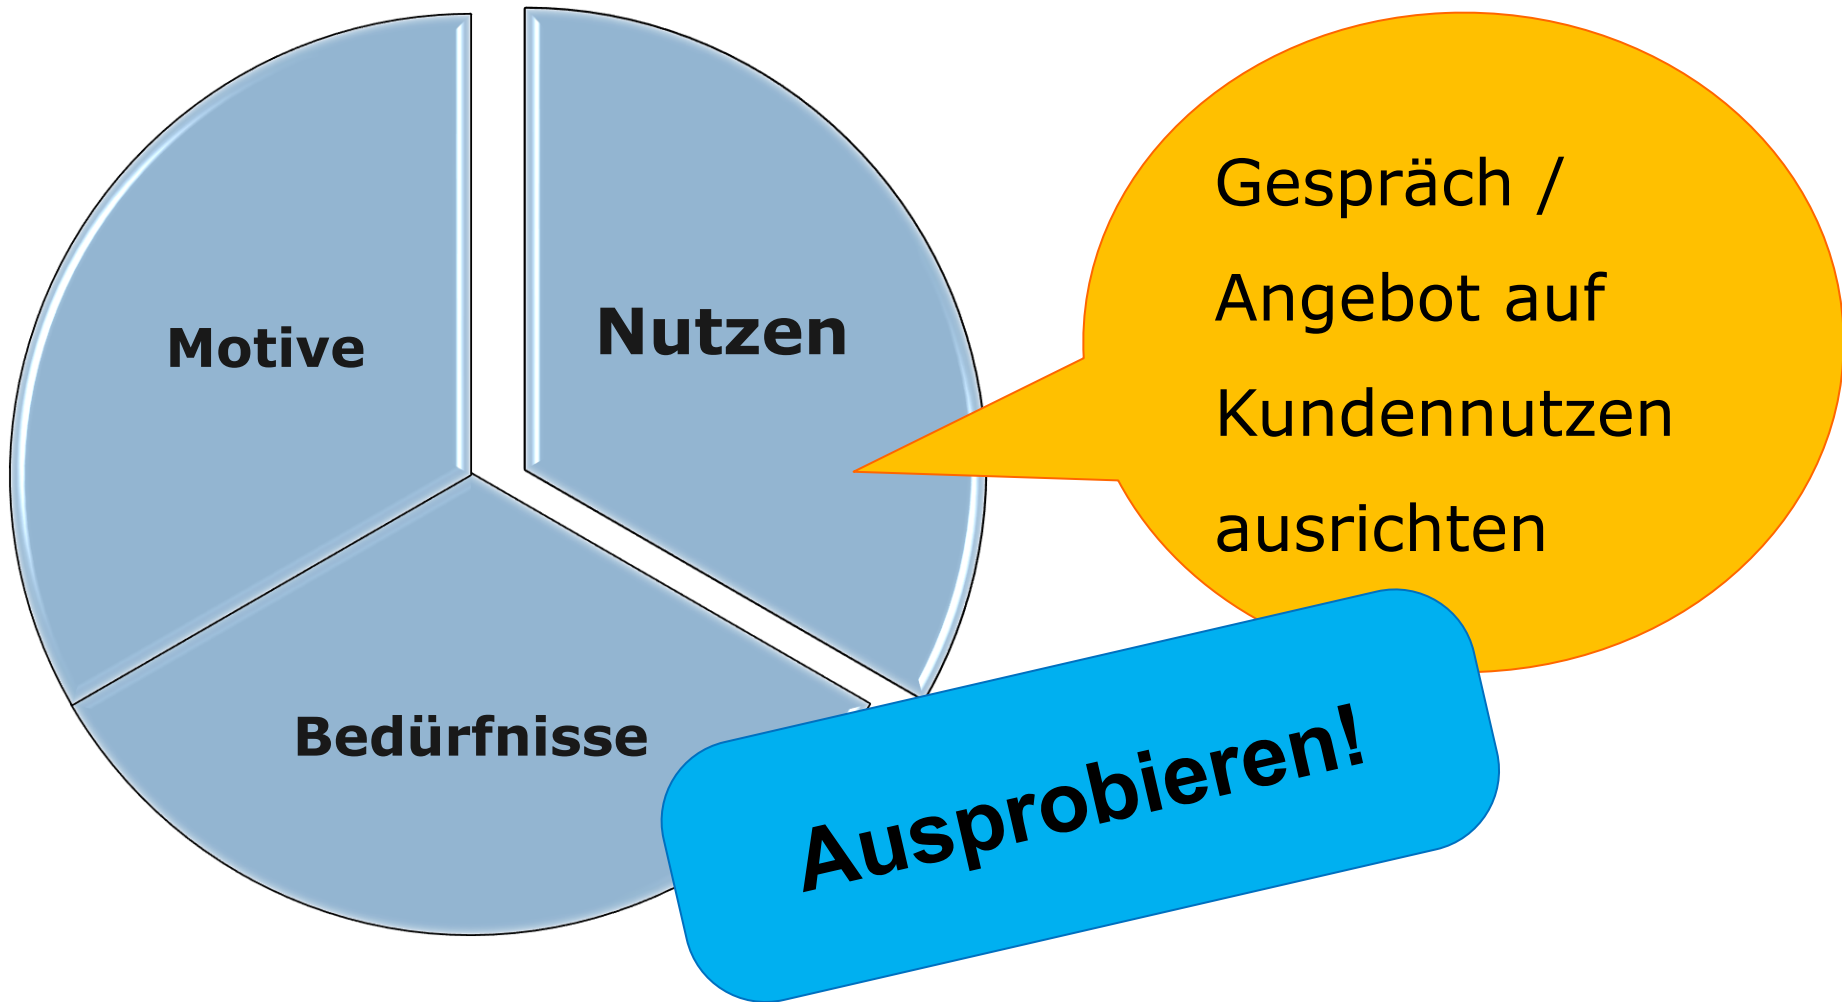 Motive
Nutzen
Bedürfnisse
Gespräch /
Angebot auf
Kundennutzen
ausrichten
Ausprobieren!